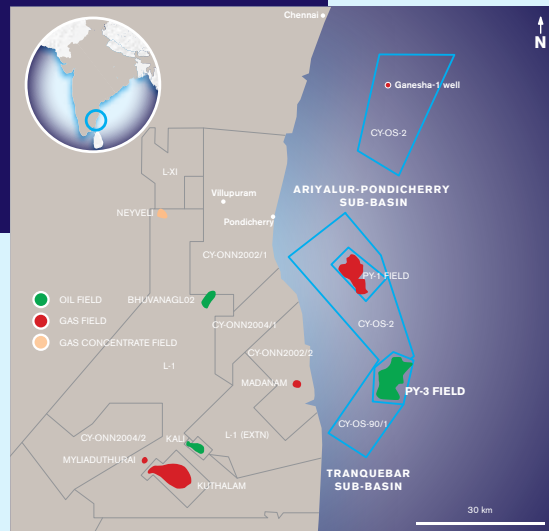 Chennai
N
Ganesha-1 well
CY-OS-2
L-XI
ARIYALUR-PONDICHERRY
SUB-BASIN
Villupuram
NEYVELI
Pondicherry
CY-ONN2002/1
PY-1 FIELD
OIL FIELD
BHUVANAGL02
GAS FIELD
CY-ONN2004/1
CY-OS-2
GAS CONCENTRATE FIELD
CY-ONN2002/2
L-1
MADANAM
PY-3 FIELD
CY-OS-90/1
CY-ONN2004/2
KALI
L-1 (EXTN)
MYLIADUTHURAI
KUTHALAM
TRANQUEBAR
SUB-BASIN
30 km